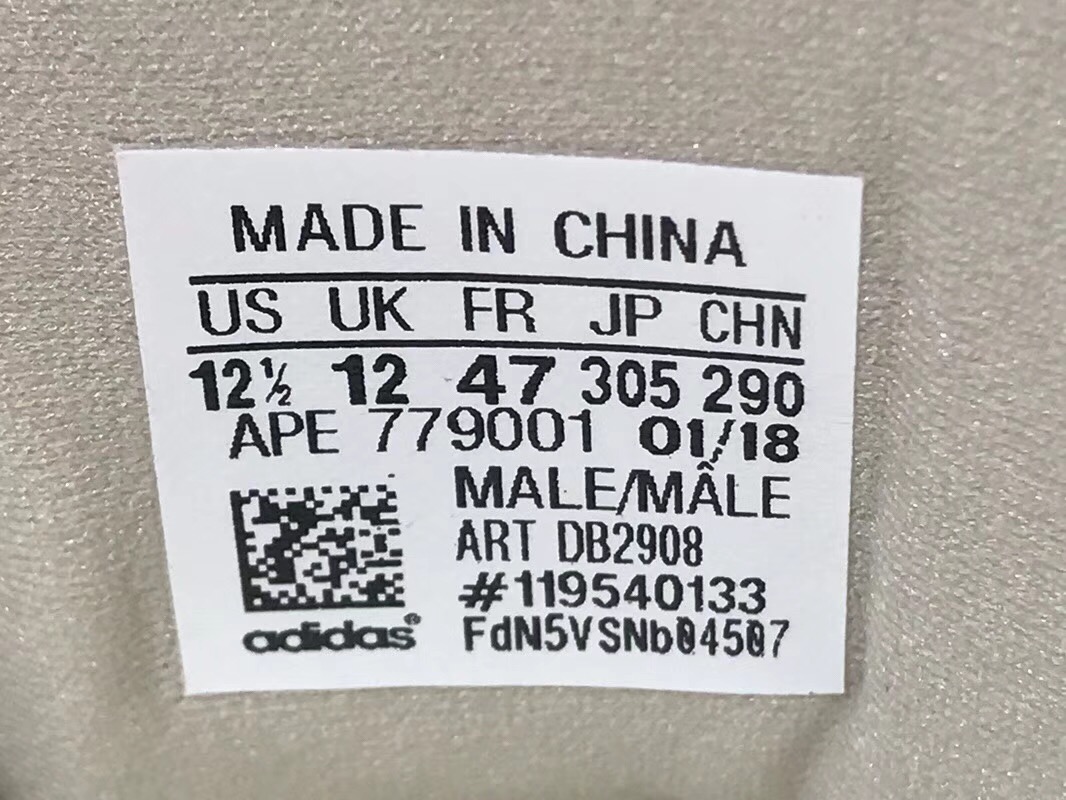 MADE IN CHINA
US UK FR JP CHN
12½ 12 47 305 290
APE 779001 01/18
MALE/MÂLE
ART DB2908
#119540133
adidas® FdN5VSNb04507